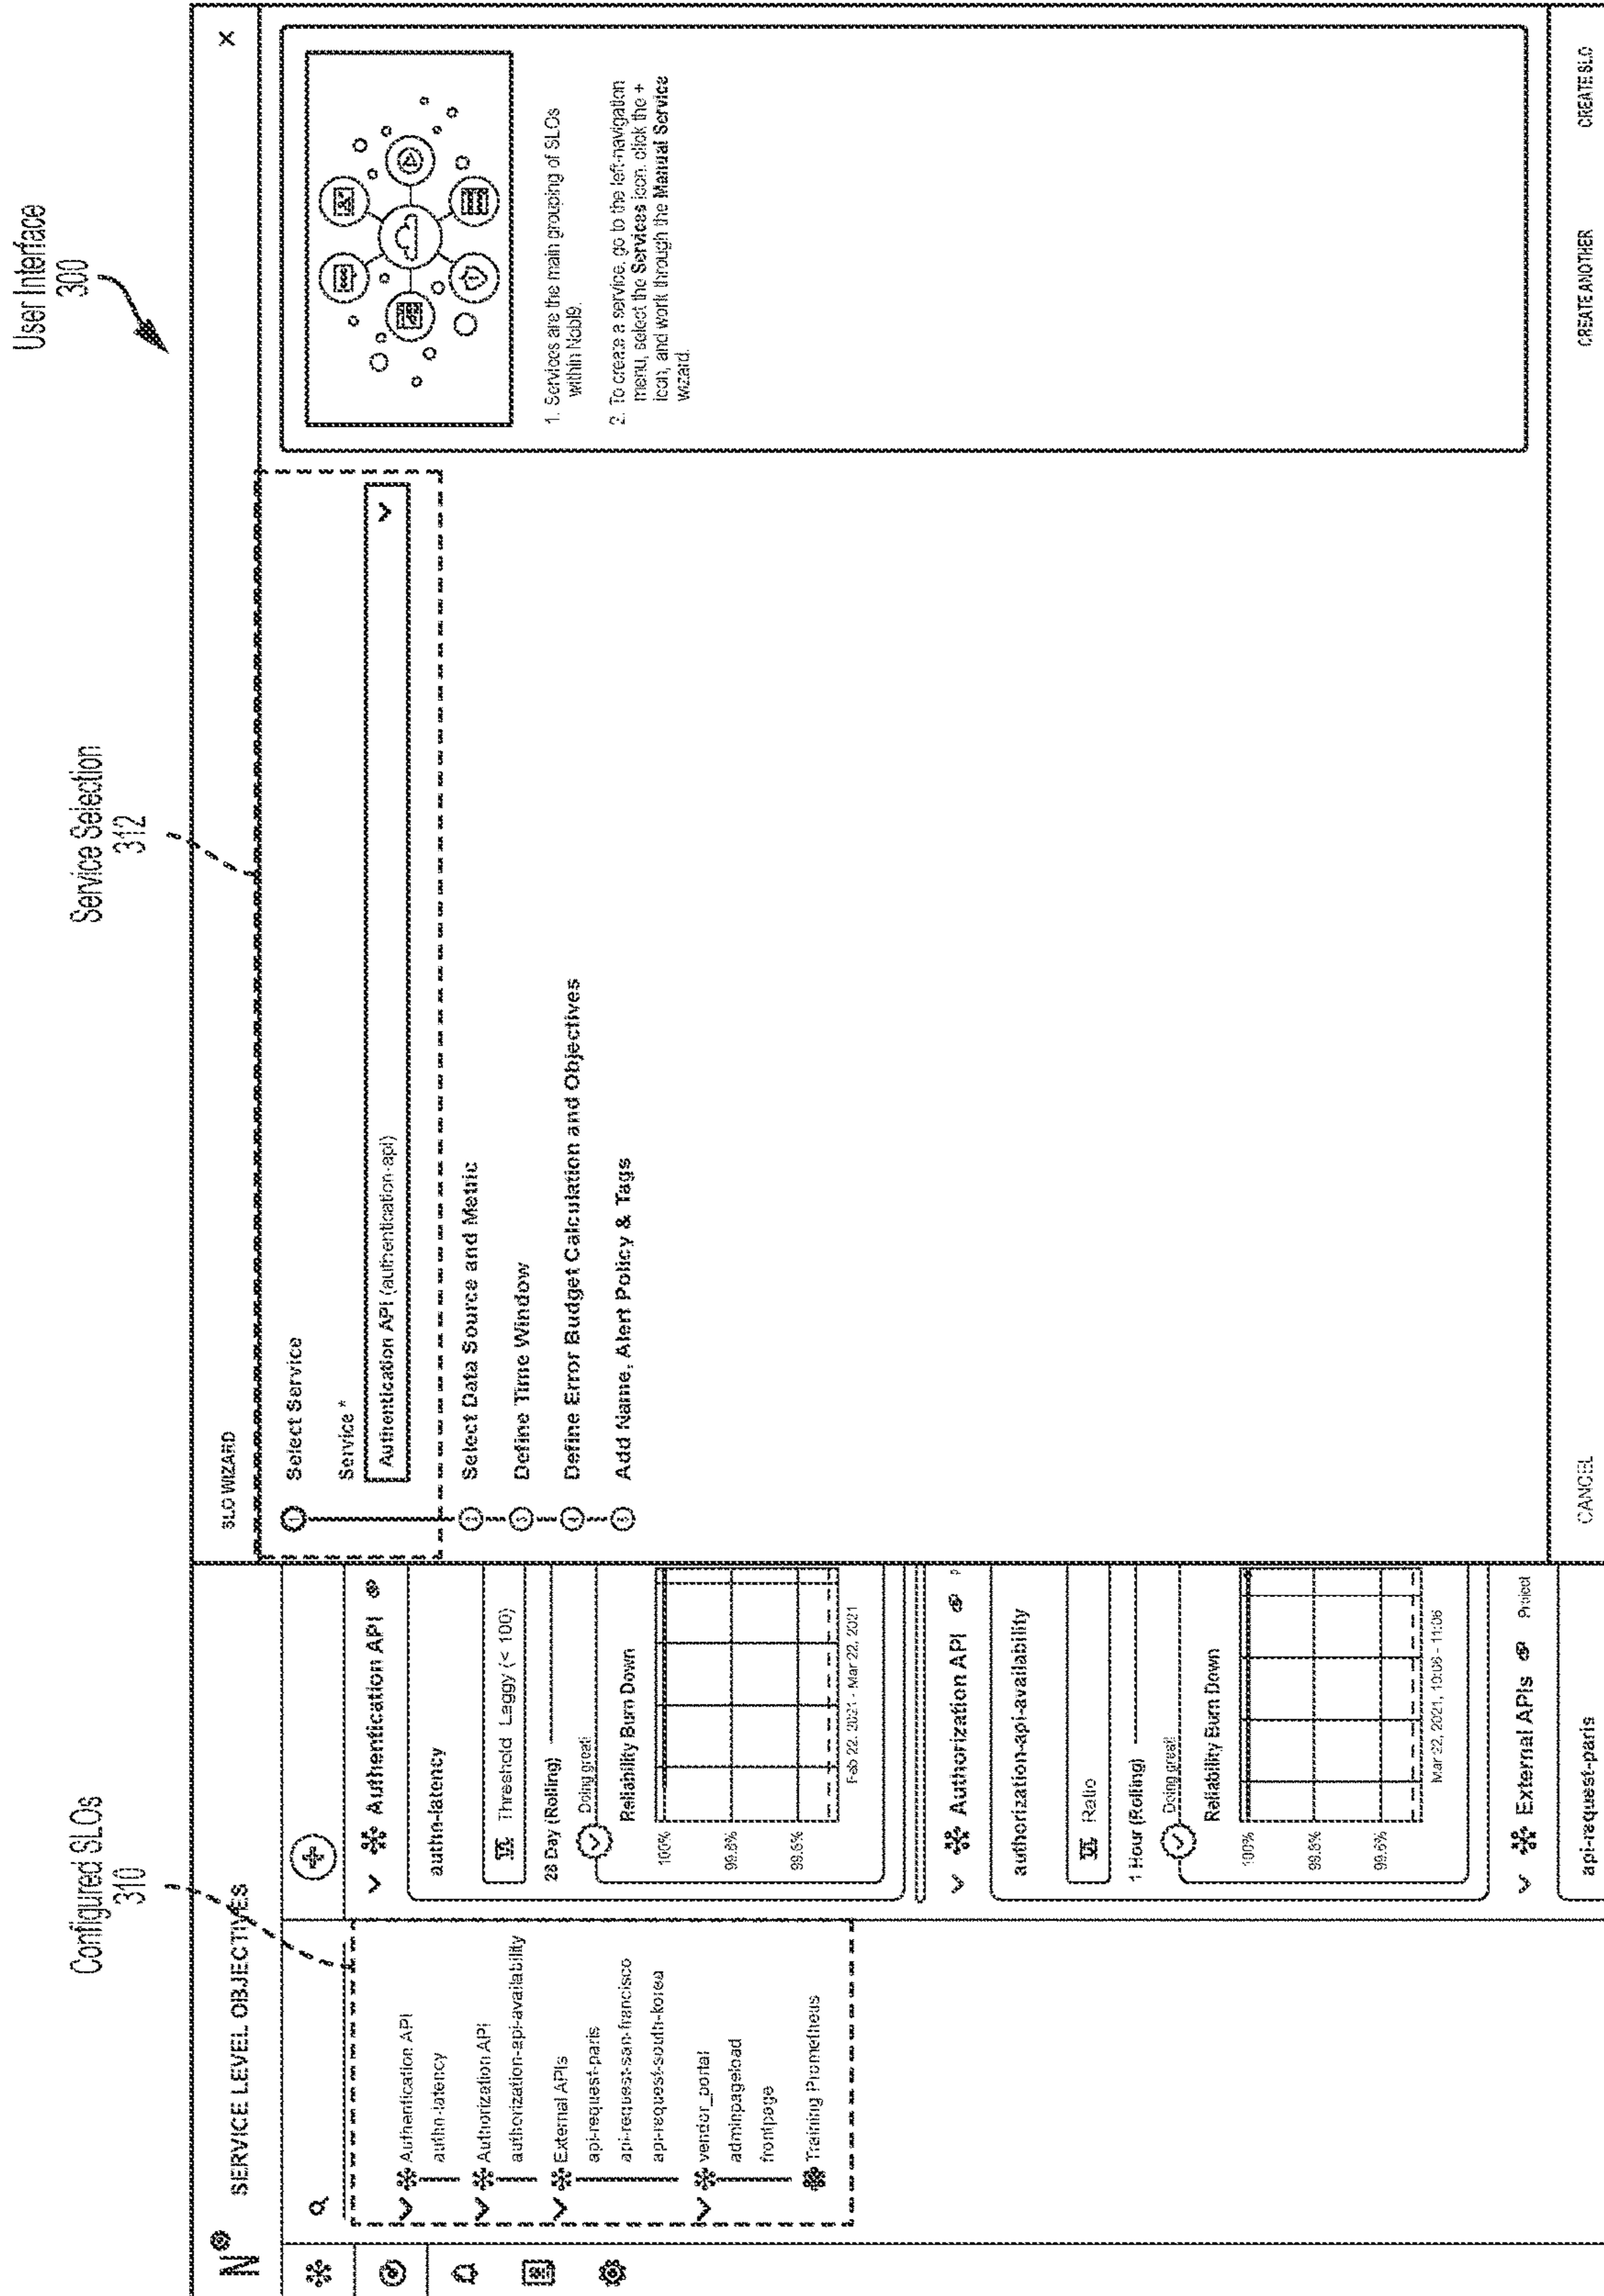 User Interface
300
Service Selection
312
Configured SLOs
310
SERVICE LEVEL OBJECTIVES
Authentication API
authn-latency
Authorization API
authorization-api-availability
External APIs
api-request-paris
api-request-san-francisco
api-request-south-korea
vendor_portal
adminpageload
frontpage
Training Prometheus
Authentication API
authn-latency
Threshold Laggy (< 100)
28 Day (Rolling)
Doing great!
Reliability Burn Down
100%
99.8%
99.6%
Feb 22, 2021 - Mar 22, 2021
Authorization API
authorization-api-availability
Ratio
1 Hour (Rolling)
Doing great!
Reliability Burn Down
100%
99.8%
99.6%
Mar 22, 2021, 10:06 - 11:06
External APIs Project
api-request-paris
SLO WIZARD
1 Select Service
Service *
Authentication API (authentication-api)
2 Select Data Source and Metric
3 Define Time Window
4 Define Error Budget Calculation and Objectives
5 Add Name, Alert Policy & Tags
1. Services are the main grouping of SLOs
within Nobl9.
2. To create a service, go to the left-navigation
menu, select the Services icon, click the +
icon, and work through the Manual Service
wizard.
CANCEL
CREATE ANOTHER
CREATE SLO